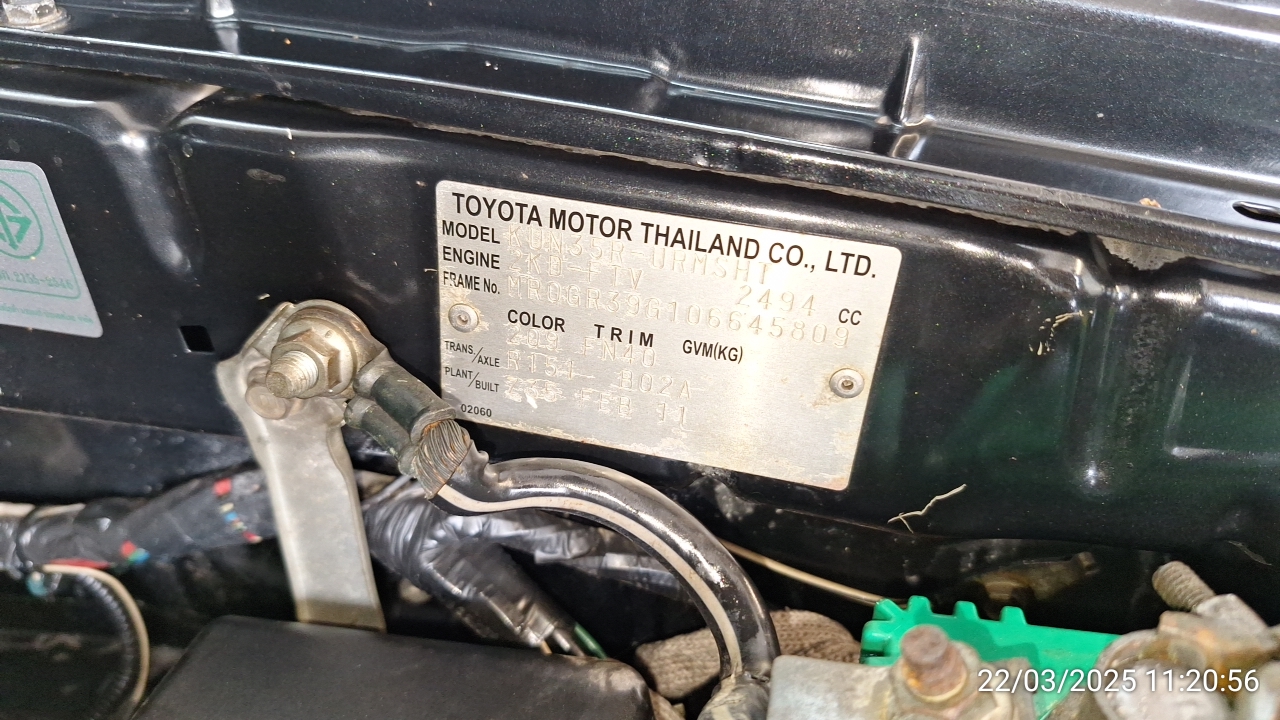 TOYOTA MOTOR THAILAND CO., LTD.
MODEL KUN35R-URMSHT
ENGINE 2KD-FTV 2494 CC
FRAME No. MR0GR39G106645809
COLOR TRIM GVM(KG)
209 FN40
TRANS/AXLE R151- B02A
PLANT/BUILT FEB 11
02060
22/03/2025 11:20:56